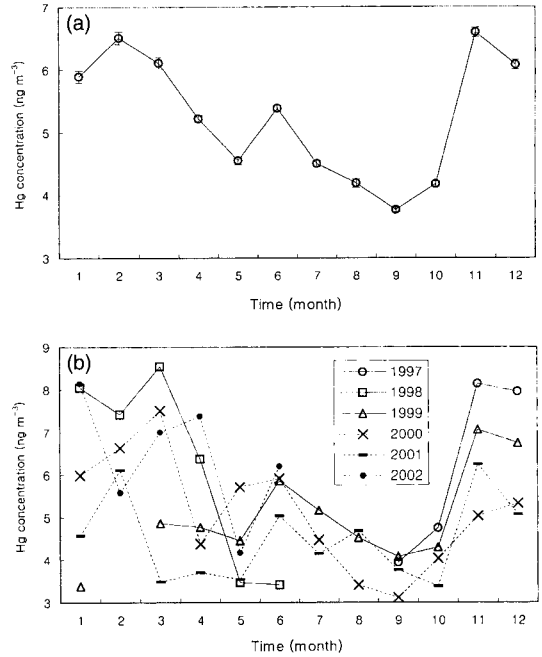 (a)
7
6
5
4
3
Hg concentration (ng m⁻³)
1 2 3 4 5 6 7 8 9 10 11 12
Time (month)
(b)
9
8
7
6
5
4
3
Hg concentration (ng m⁻³)
1997
1998
1999
2000
2001
2002
1 2 3 4 5 6 7 8 9 10 11 12
Time (month)